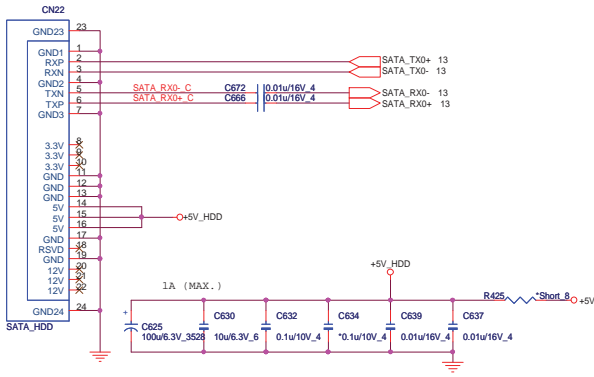 CN22
GND23 23
GND1 1
RXP 2 SATA_TX0+ 13
RXN 3 SATA_TX0- 13
GND2 4
TXN 5 SATA_RX0-_C C672 0.01u/16V_4 SATA_RX0- 13
TXP 6 SATA_RX0+_C C666 0.01u/16V_4 SATA_RX0+ 13
GND3 7
3.3V 8
3.3V 9
3.3V 10
GND 11
GND 12
GND 13
5V 14
5V 15 +5V_HDD
5V 16
GND 17
RSVD 18
GND 19
12V 20
12V 21
12V 22
GND24 24
SATA_HDD
+5V_HDD
1A (MAX.)
R425 *Short_8 +5V
+
C625 C630 C632 C634 C639 C637
100u/6.3V_3528 10u/6.3V_6 0.1u/10V_4 *0.1u/10V_4 0.01u/16V_4 0.01u/16V_4